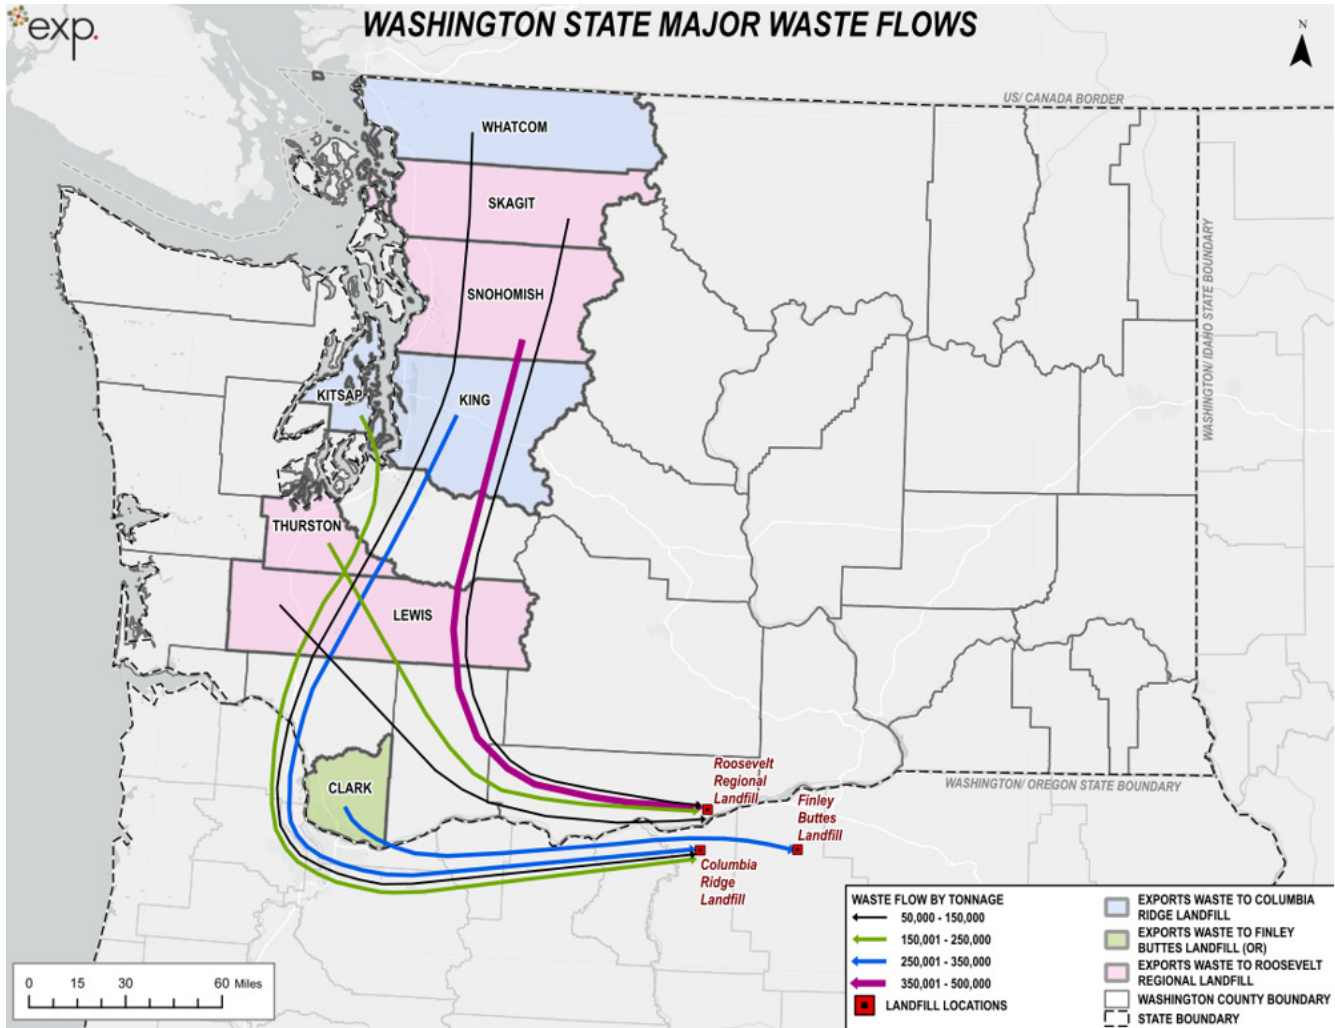 exp.
WASHINGTON STATE MAJOR WASTE FLOWS
N
US/ CANADA BORDER
WHATCOM
SKAGIT
SNOHOMISH
WASHINGTON/ IDAHO STATE BOUNDARY
KITSAP
KING
THURSTON
LEWIS
CLARK
Roosevelt
Regional
Landfill
Finley
Buttes
Landfill
WASHINGTON/ OREGON STATE BOUNDARY
Columbia
Ridge
Landfill
WASTE FLOW BY TONNAGE
50,000 - 150,000
150,001 - 250,000
250,001 - 350,000
350,001 - 500,000
LANDFILL LOCATIONS
EXPORTS WASTE TO COLUMBIA
RIDGE LANDFILL
EXPORTS WASTE TO FINLEY
BUTTES LANDFILL (OR)
EXPORTS WASTE TO ROOSEVELT
REGIONAL LANDFILL
WASHINGTON COUNTY BOUNDARY
STATE BOUNDARY
0 15 30 60 Miles